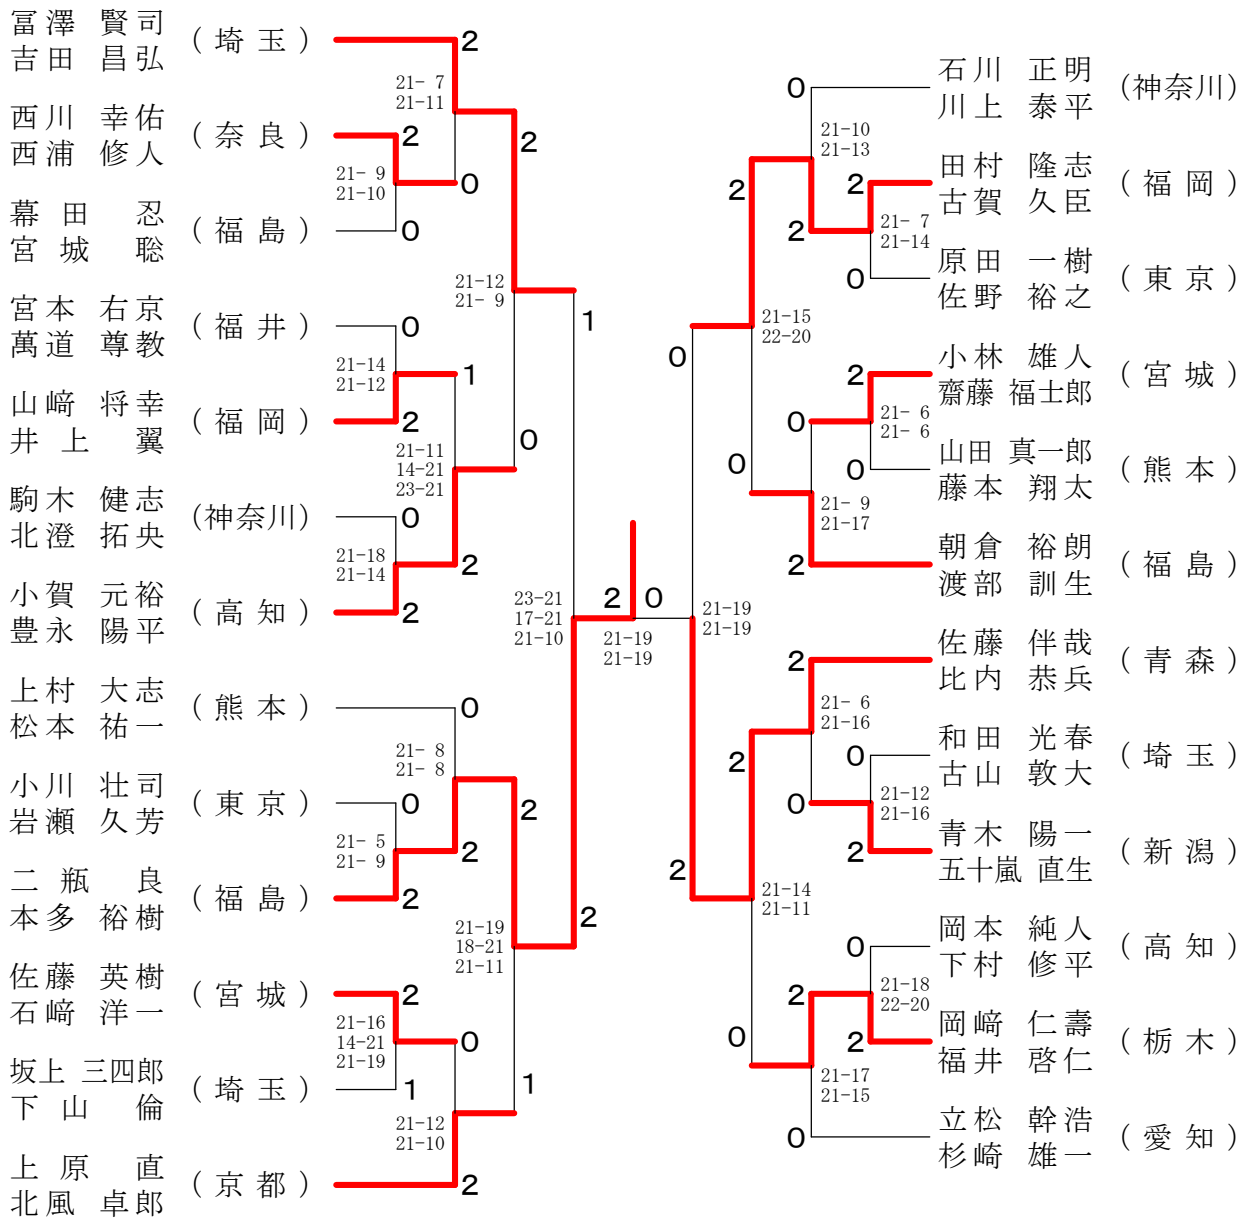 冨澤 賢司
吉田 昌弘
(埼玉)
2
21- 7
21-11
西川 幸佑
西浦 修人
(奈良)
2
2
21- 9
21-10
0
幕田 忍
宮城 聡
(福島)
0
21-12
21- 9
宮本 右京
萬道 尊教
(福井)
0
1
21-14
21-12
1
山﨑 将幸
井上 翼
(福岡)
2
0
21-11
14-21
23-21
駒木 健志
北澄 拓央
(神奈川)
0
21-18
21-14
2
小賀 元裕
豊永 陽平
(高知)
2
23-21
17-21
21-10
2
0
21-19
21-19
上村 大志
松本 祐一
(熊本)
0
21- 8
21- 8
小川 壮司
岩瀬 久芳
(東京)
0
2
21- 5
21- 9
2
二瓶 良
本多 裕樹
(福島)
2
2
21-19
18-21
21-11
佐藤 英樹
石﨑 洋一
(宮城)
2
21-16
14-21
21-19
0
坂上 三四郎
下山 倫
(埼玉)
1
1
21-12
21-10
上原 直
北風 卓郎
(京都)
2
0
石川 正明
川上 泰平
(神奈川)
21-10
21-13
2
2
田村 隆志
古賀 久臣
(福岡)
2
21- 7
21-14
0
原田 一樹
佐野 裕之
(東京)
21-15
22-20
0
2
小林 雄人
齋藤 福士郎
(宮城)
0
21- 6
21- 6
0
0
山田 真一郎
藤本 翔太
(熊本)
21- 9
21-17
2
朝倉 裕朗
渡部 訓生
(福島)
21-19
21-19
2
佐藤 伴哉
比内 恭兵
(青森)
21- 6
21-16
2
0
和田 光春
古山 敦大
(埼玉)
0
21-12
21-16
2
青木 陽一
五十嵐 直生
(新潟)
2
21-14
21-11
0
岡本 純人
下村 修平
(高知)
2
21-18
22-20
0
2
岡﨑 仁壽
福井 啓仁
(栃木)
21-17
21-15
0
立松 幹浩
杉崎 雄一
(愛知)